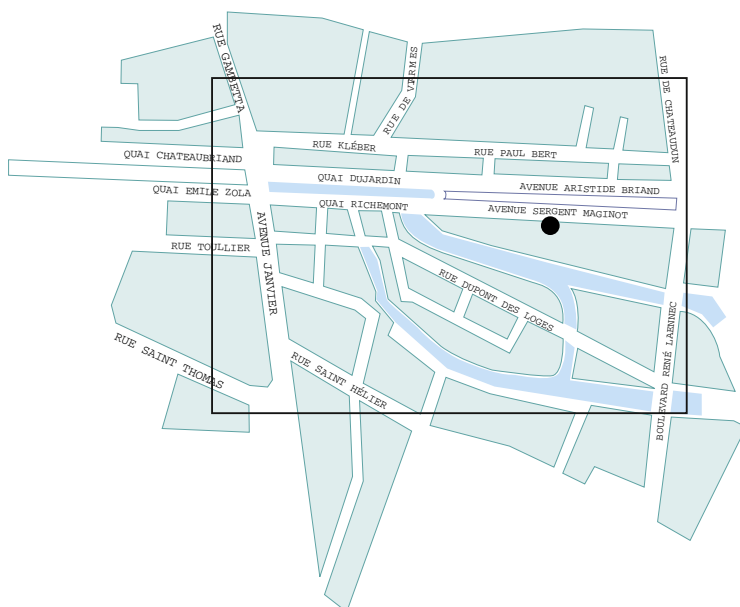 RUE GAMBETTA
RUE DE VIARMES
RUE DE CHATEAUDUN
RUE KLÉBER
RUE PAUL BERT
QUAI CHATEAUBRIAND
QUAI DUJARDIN
AVENUE ARISTIDE BRIAND
QUAI EMILE ZOLA
QUAI RICHEMONT
AVENUE SERGENT MAGINOT
RUE TOULLIER
AVENUE JANVIER
RUE DUPONT DES LOGES
BOULEVARD RENÉ LAENNEC
RUE SAINT THOMAS
RUE SAINT HÉLIER